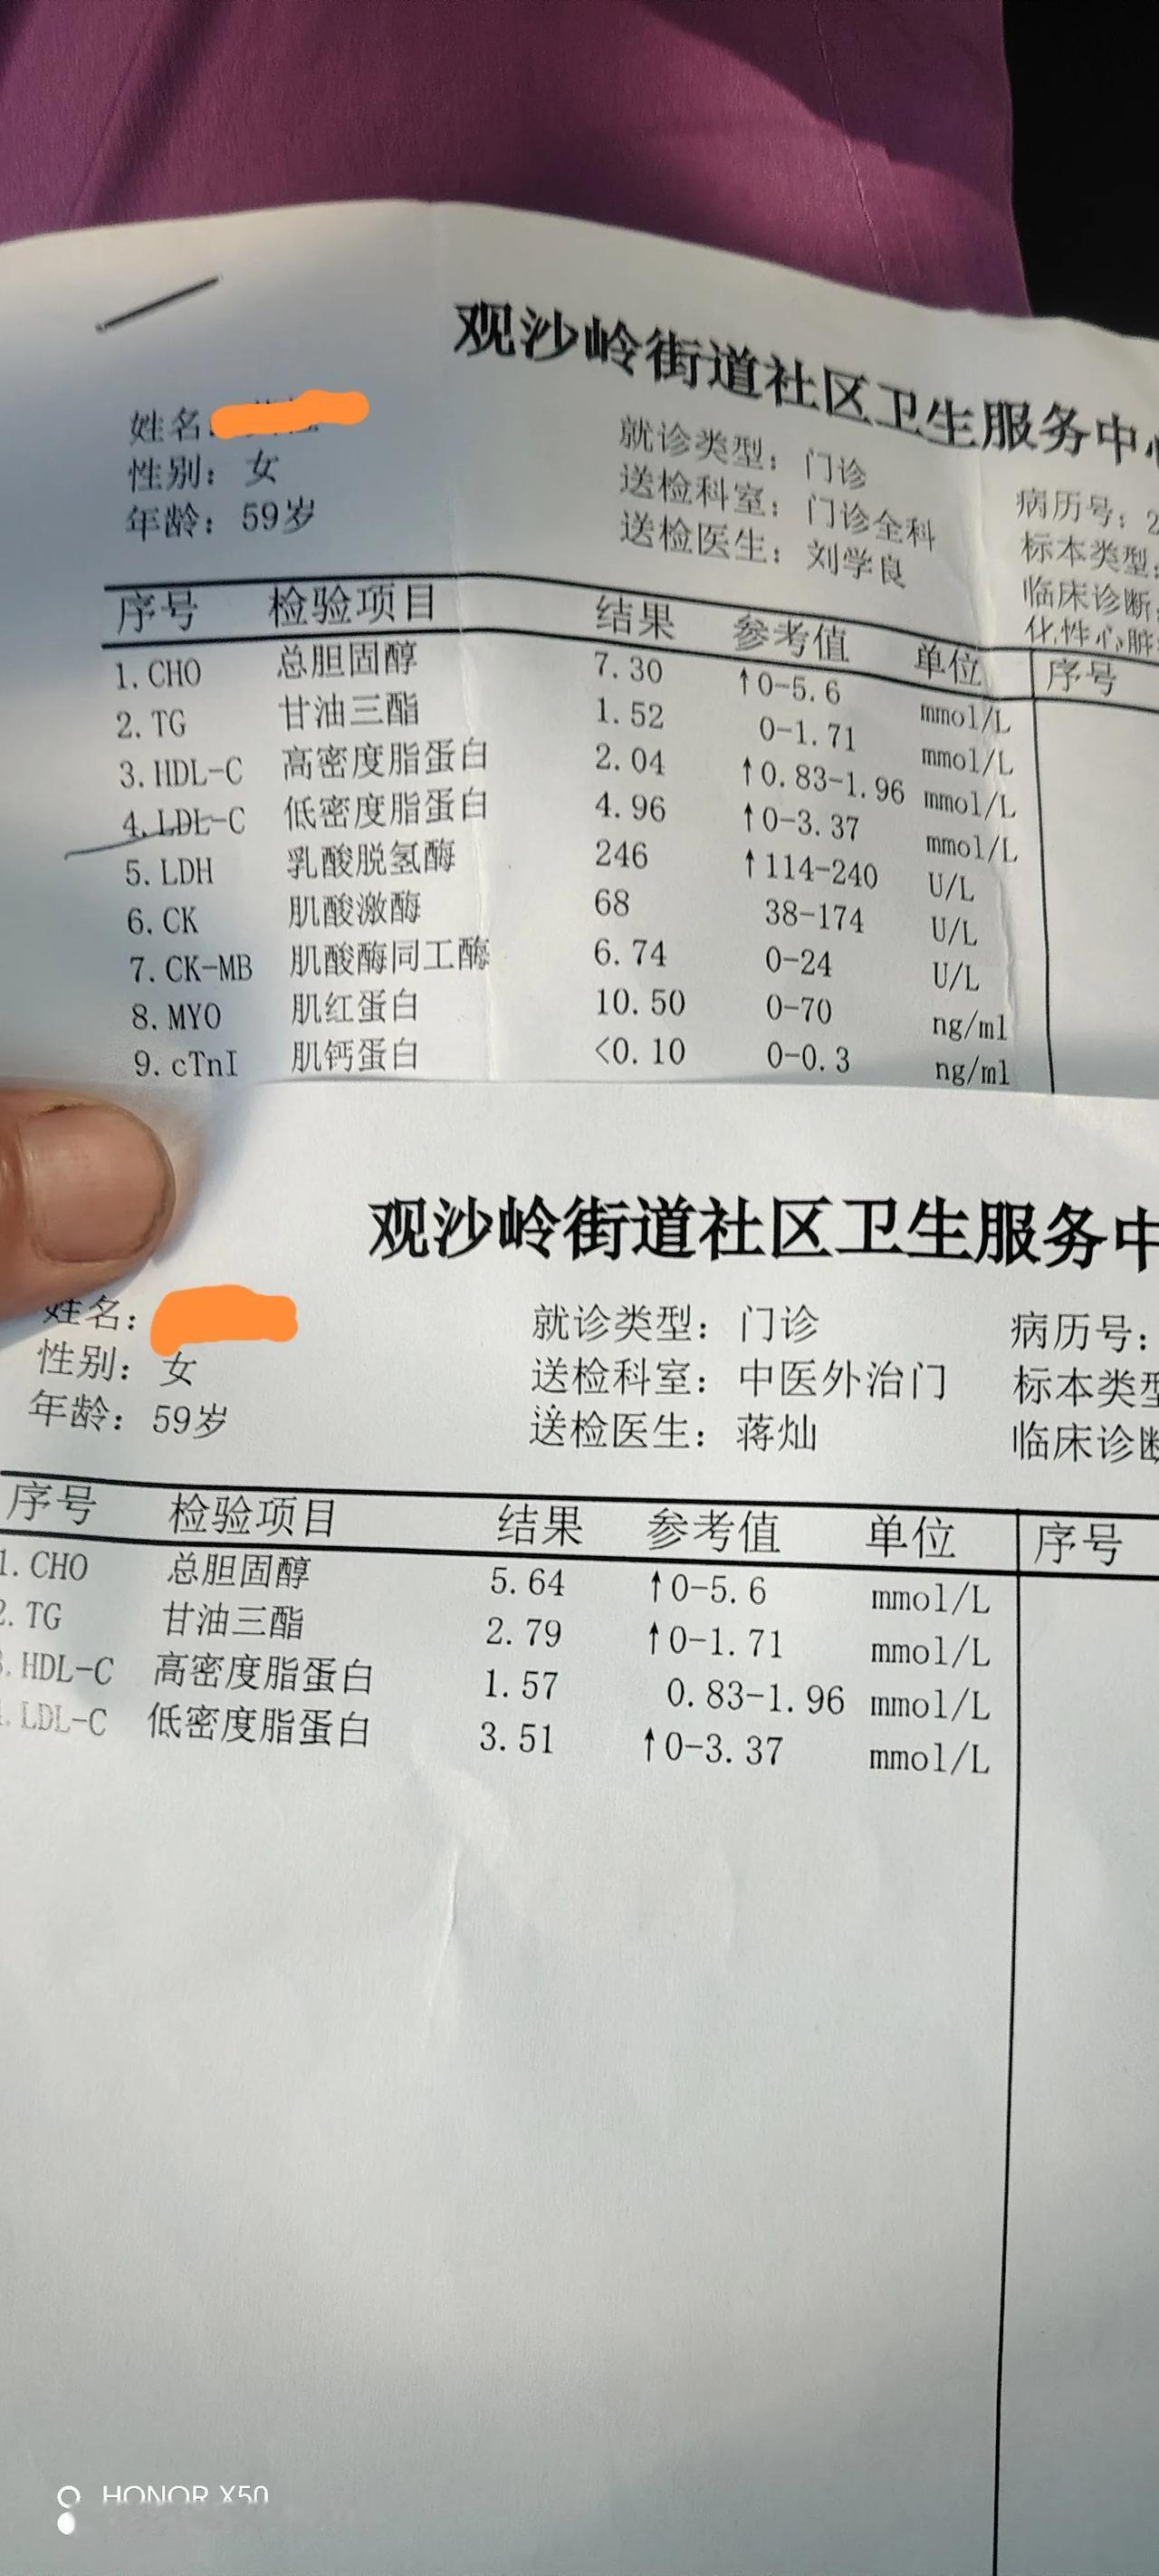 观沙岭街道社区卫生服务中心
姓名:
性别: 女
年龄: 59岁
就诊类型: 门诊
送检科室: 门诊全科
送检医生: 刘学良
病历号: 2
标本类型:
临床诊断:
化性心脏
序号 检验项目 结果 参考值 单位 序号
1.CHO 总胆固醇 7.30 ↑0-5.6 mmol/L
2.TG 甘油三酯 1.52 0-1.71 mmol/L
3.HDL-C 高密度脂蛋白 2.04 ↑0.83-1.96 mmol/L
4.LDL-C 低密度脂蛋白 4.96 ↑0-3.37 mmol/L
5.LDH 乳酸脱氢酶 246 ↑114-240 U/L
6.CK 肌酸激酶 68 38-174 U/L
7.CK-MB 肌酸酶同工酶 6.74 0-24 U/L
8.MYO 肌红蛋白 10.50 0-70 ng/ml
9.cTnI 肌钙蛋白 <0.10 0-0.3 ng/ml
观沙岭街道社区卫生服务中
姓名:
性别: 女
年龄: 59岁
就诊类型: 门诊
送检科室: 中医外治门
送检医生: 蒋灿
病历号:
标本类型
临床诊断
序号 检验项目 结果 参考值 单位 序号
1.CHO 总胆固醇 5.64 ↑0-5.6 mmol/L
2.TG 甘油三酯 2.79 ↑0-1.71 mmol/L
3.HDL-C 高密度脂蛋白 1.57 0.83-1.96 mmol/L
4.LDL-C 低密度脂蛋白 3.51 ↑0-3.37 mmol/L
HONOR X50